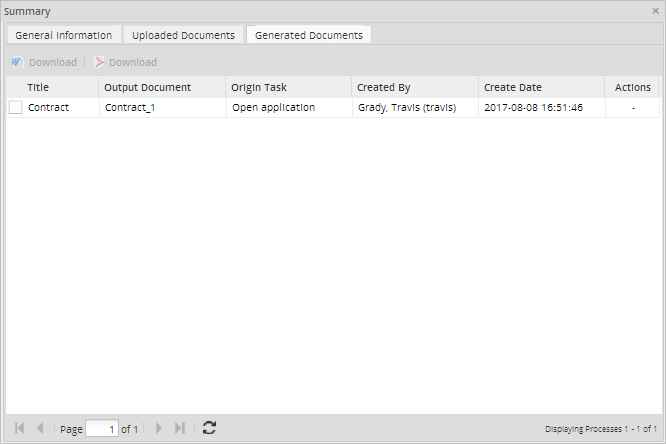 Summary
General Information Uploaded Documents Generated Documents
Download Download
Title Output Document Origin Task Created By Create Date Actions
Contract Contract_1 Open application Grady, Travis (travis) 2017-08-08 16:51:46 -
Page 1 of 1 Displaying Processes 1 - 1 of 1